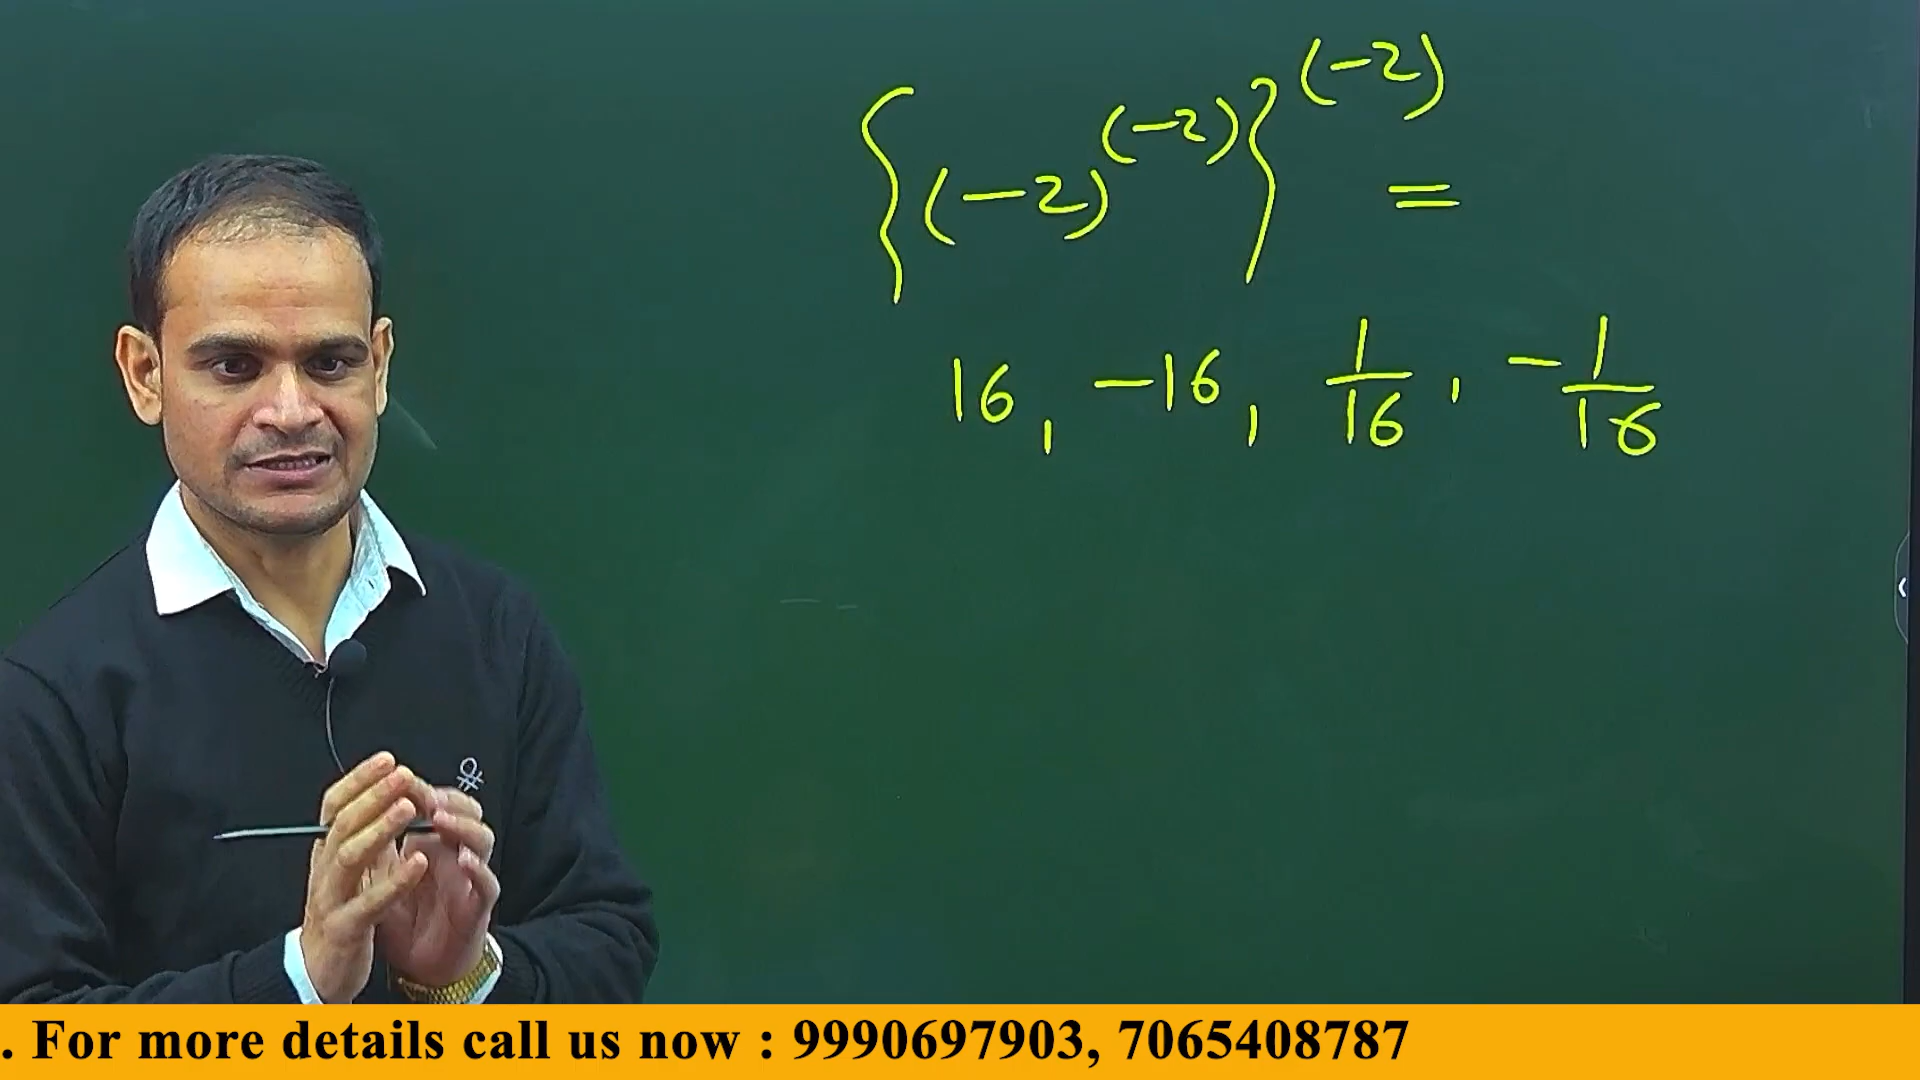 {(-2)^(-2)}^(-2) =
16, -16, 1/16, -1/16
. For more details call us now : 9990697903, 7065408787